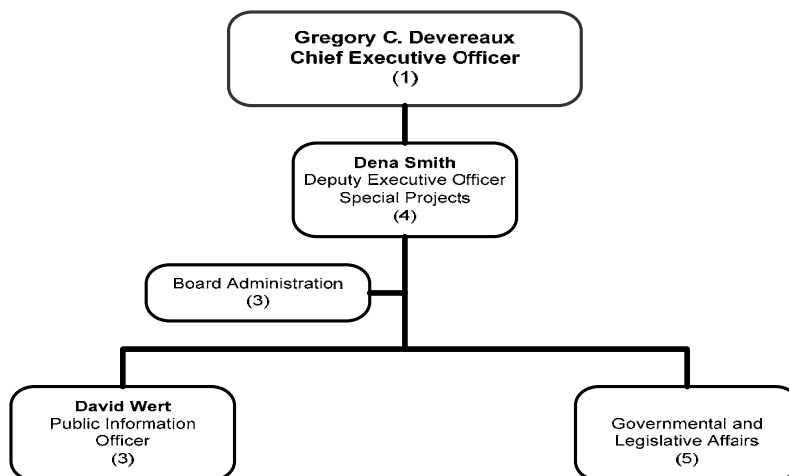 Gregory C. Devereaux
Chief Executive Officer
(1)
Dena Smith
Deputy Executive Officer
Special Projects
(4)
Board Administration
(3)
David Wert
Public Information
Officer
(3)
Governmental and
Legislative Affairs
(5)